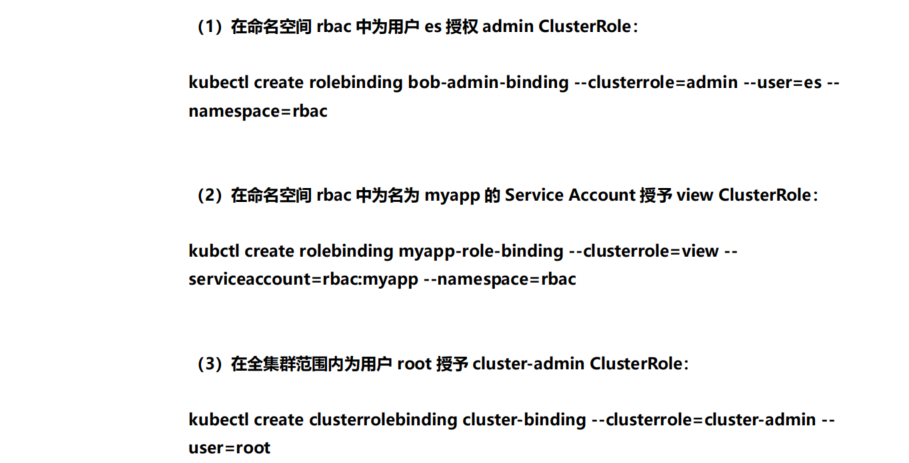 （1）在命名空间 rbac 中为用户 es 授权 admin ClusterRole：
kubectl create rolebinding bob-admin-binding --clusterrole=admin --user=es --
namespace=rbac
（2）在命名空间 rbac 中为名为 myapp 的 Service Account 授予 view ClusterRole：
kubctl create rolebinding myapp-role-binding --clusterrole=view --
serviceaccount=rbac:myapp --namespace=rbac
（3）在全集群范围内为用户 root 授予 cluster-admin ClusterRole：
kubectl create clusterrolebinding cluster-binding --clusterrole=cluster-admin --
user=root